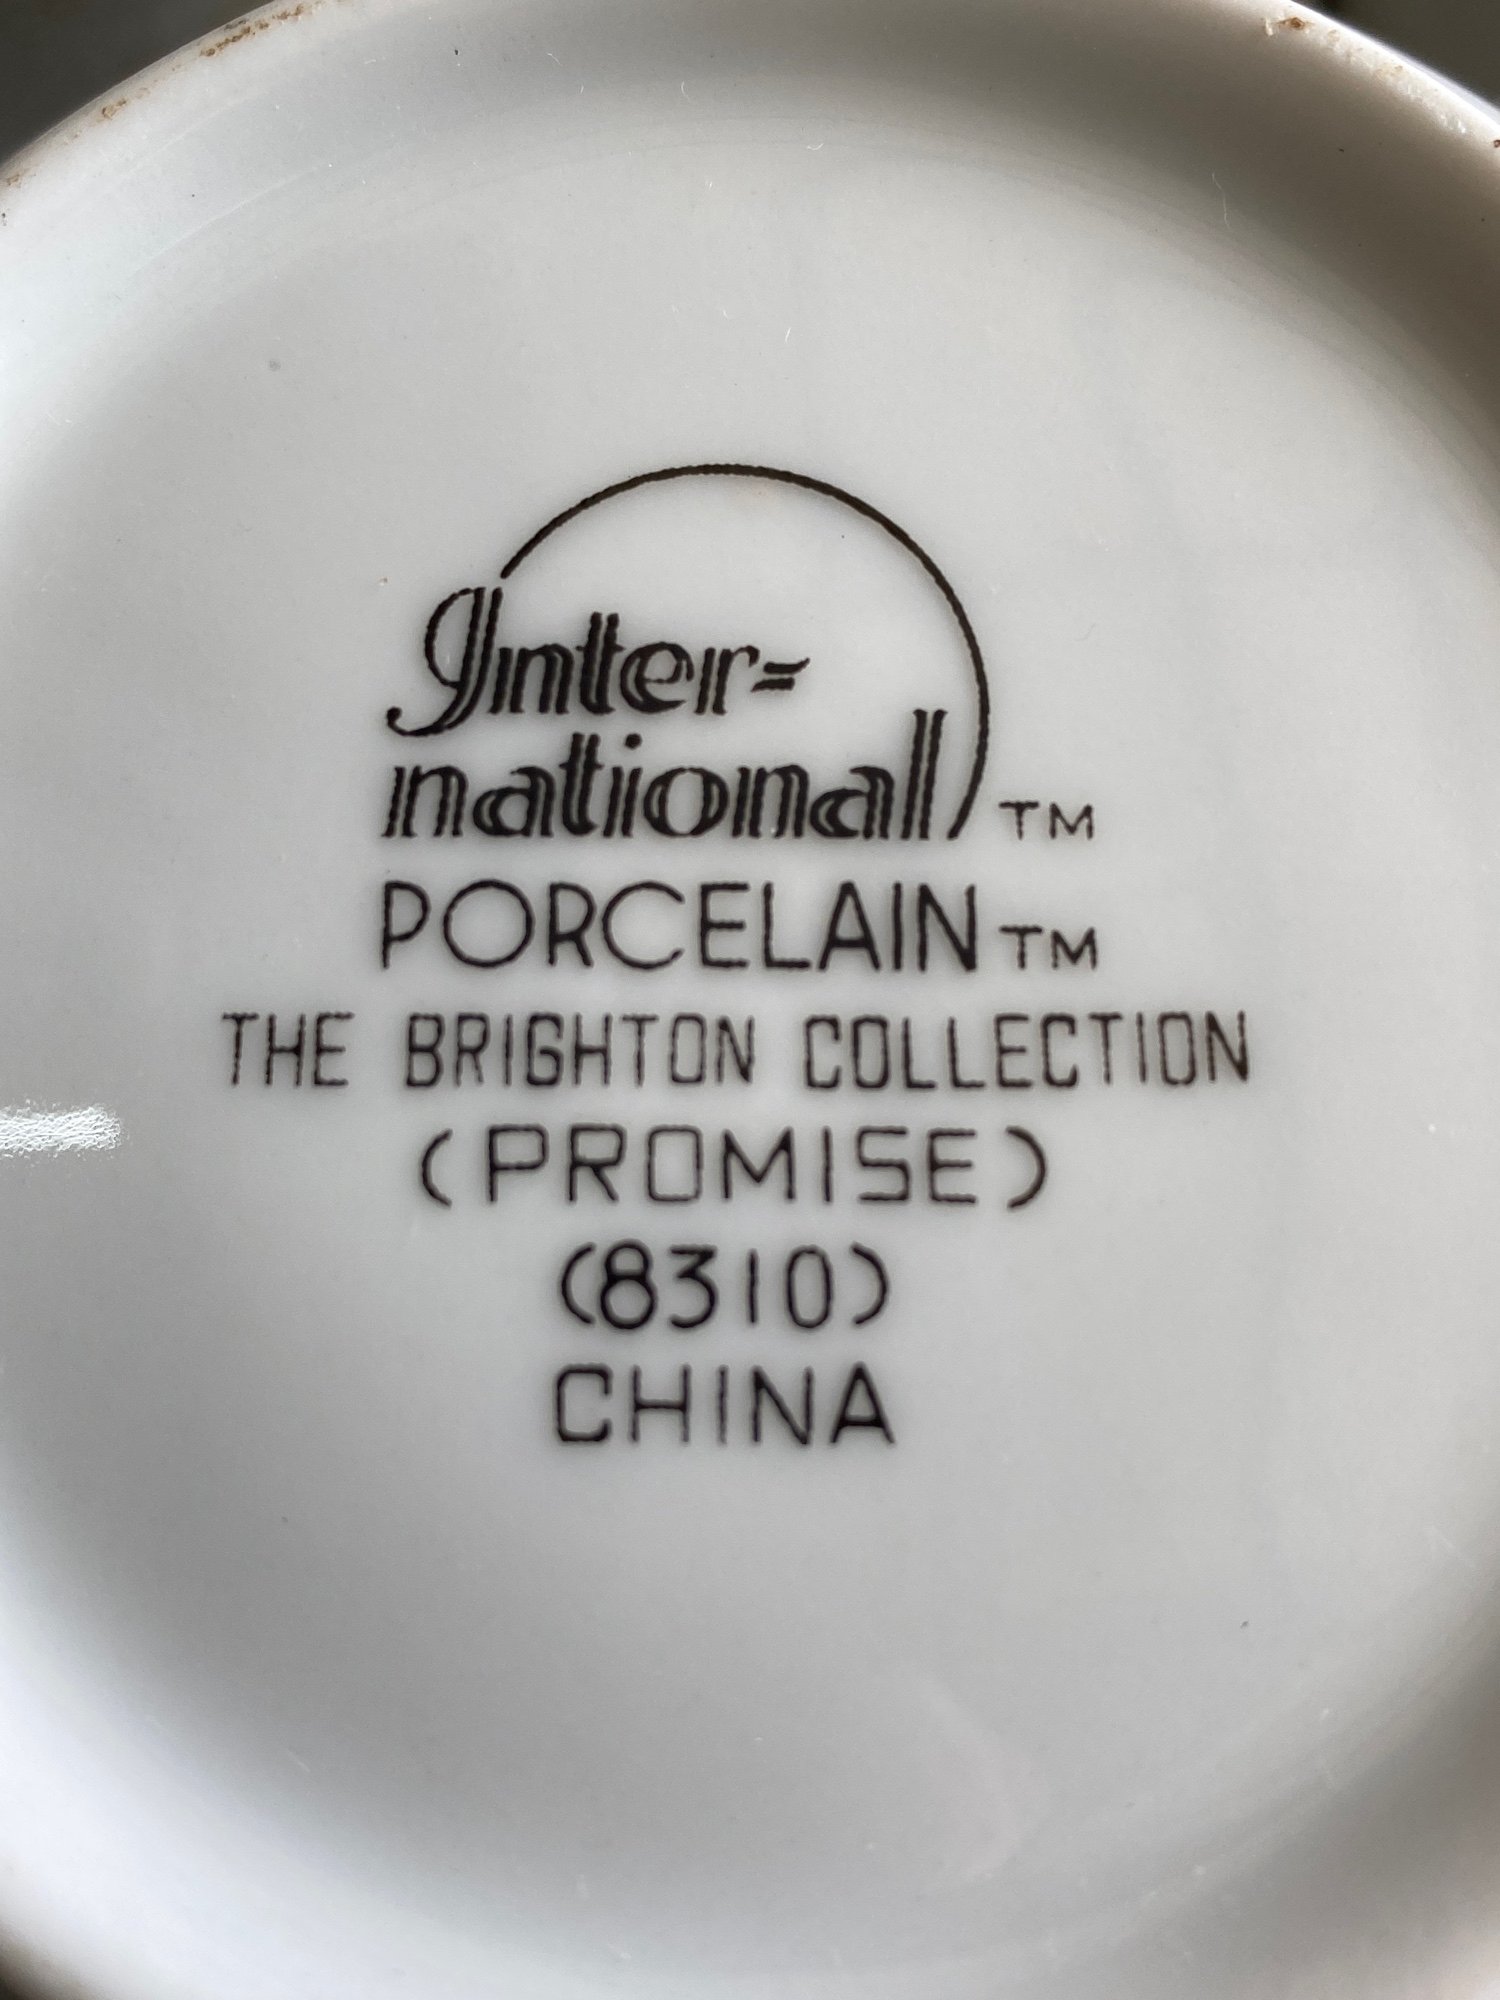 Inter=
national TM
PORCELAIN TM
THE BRIGHTON COLLECTION
(PROMISE)
(8310)
CHINA